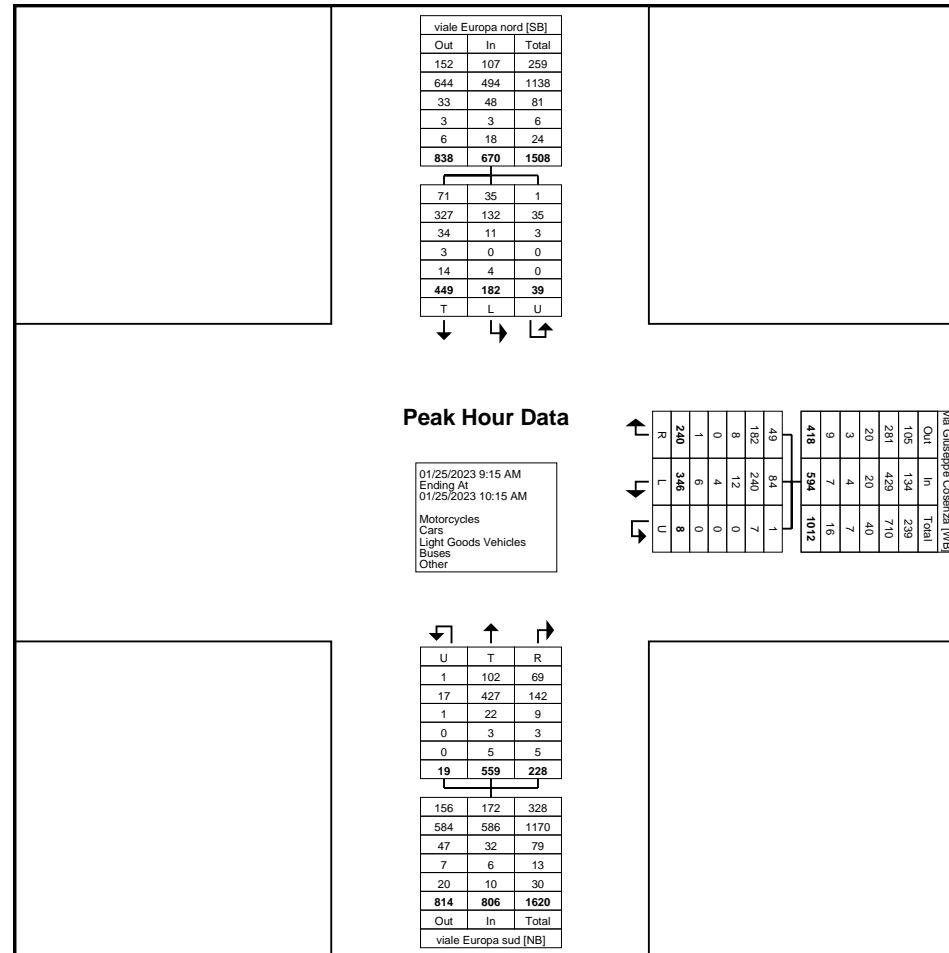 viale Europa nord [SB]
Out In Total
152 107 259
644 494 1138
33 48 81
3 3 6
6 18 24
838 670 1508
71 35 1
327 132 35
34 11 3
3 0 0
14 4 0
449 182 39
T L U
Peak Hour Data
01/25/2023 9:15 AM
Ending At
01/25/2023 10:15 AM
Motorcycles
Cars
Light Goods Vehicles
Buses
Other
via Giuseppe Cosenza [WB]
Out In Total
105 134 239
281 429 710
20 20 40
3 4 7
9 7 16
418 594 1012
49 84 1
182 240 7
8 12 0
0 4 0
1 6 0
240 346 8
R L U
U T R
1 102 69
17 427 142
1 22 9
0 3 3
0 5 5
19 559 228
156 172 328
584 586 1170
47 32 79
7 6 13
20 10 30
814 806 1620
Out In Total
viale Europa sud [NB]